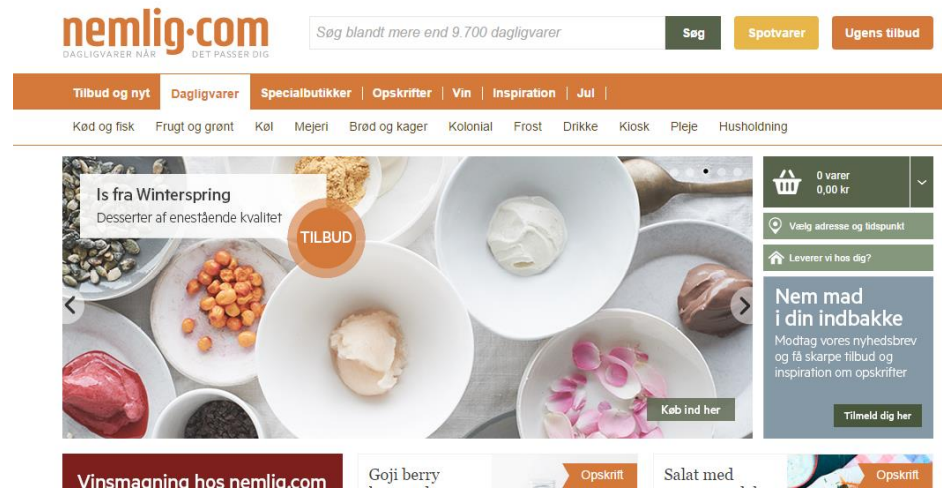 nemlig.com
DAGLIGVARER NÅR DET PASSER DIG
Søg blandt mere end 9.700 dagligvarer
Søg
Spotvarer
Ugens tilbud
Tilbud og nyt
Dagligvarer
Specialbutikker | Opskrifter | Vin | Inspiration | Jul |
Kød og fisk
Frugt og grønt
Køl
Mejeri
Brød og kager
Kolonial
Frost
Drikke
Kiosk
Pleje
Husholdning
Is fra Winterspring
Desserter af enestående kvalitet
TILBUD
Køb ind her
0 varer
0,00 kr
Vælg adresse og tidspunkt
Leverer vi hos dig?
Nem mad
i din indbakke
Modtag vores nyhedsbrev
og få skarpe tilbud og
inspiration om opskrifter
Tilmeld dig her
Vinsmagning hos nemlig.com
Goji berry
Opskrift
Salat med
Opskrift